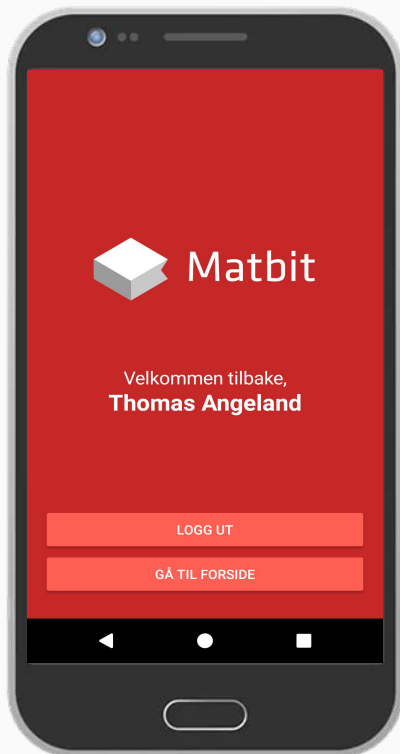 Matbit
Velkommen tilbake,
Thomas Angeland
LOGG UT
GÅ TIL FORSIDE